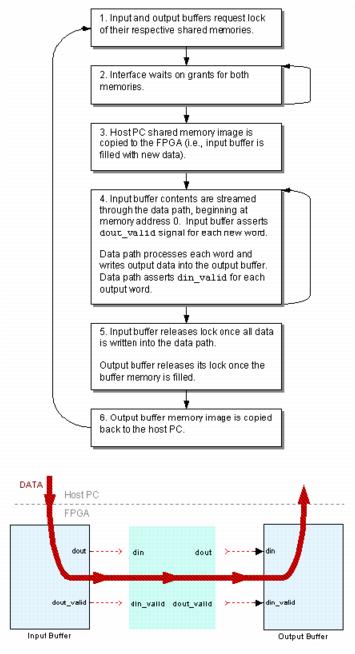 1. Input and output buffers request lock
of their respective shared memories.
2. Interface waits on grants for both
memories.
3. Host PC shared memory image is
copied to the FPGA (i.e., input buffer is
filled with new data).
4. Input buffer contents are streamed
through the data path, beginning at
memory address 0. Input buffer asserts
dout_valid signal for each new word.
Data path processes each word and
writes output data into the output buffer.
Data path asserts din_valid for each
output word.
5. Input buffer releases lock once all data
is written into the data path.
Output buffer releases its lock once the
buffer memory is filled.
6. Output buffer memory image is copied
back to the host PC.
DATA
Host PC
FPGA
dout din dout din
dout_valid din_valid dout_valid din_valid
Input Buffer Output Buffer